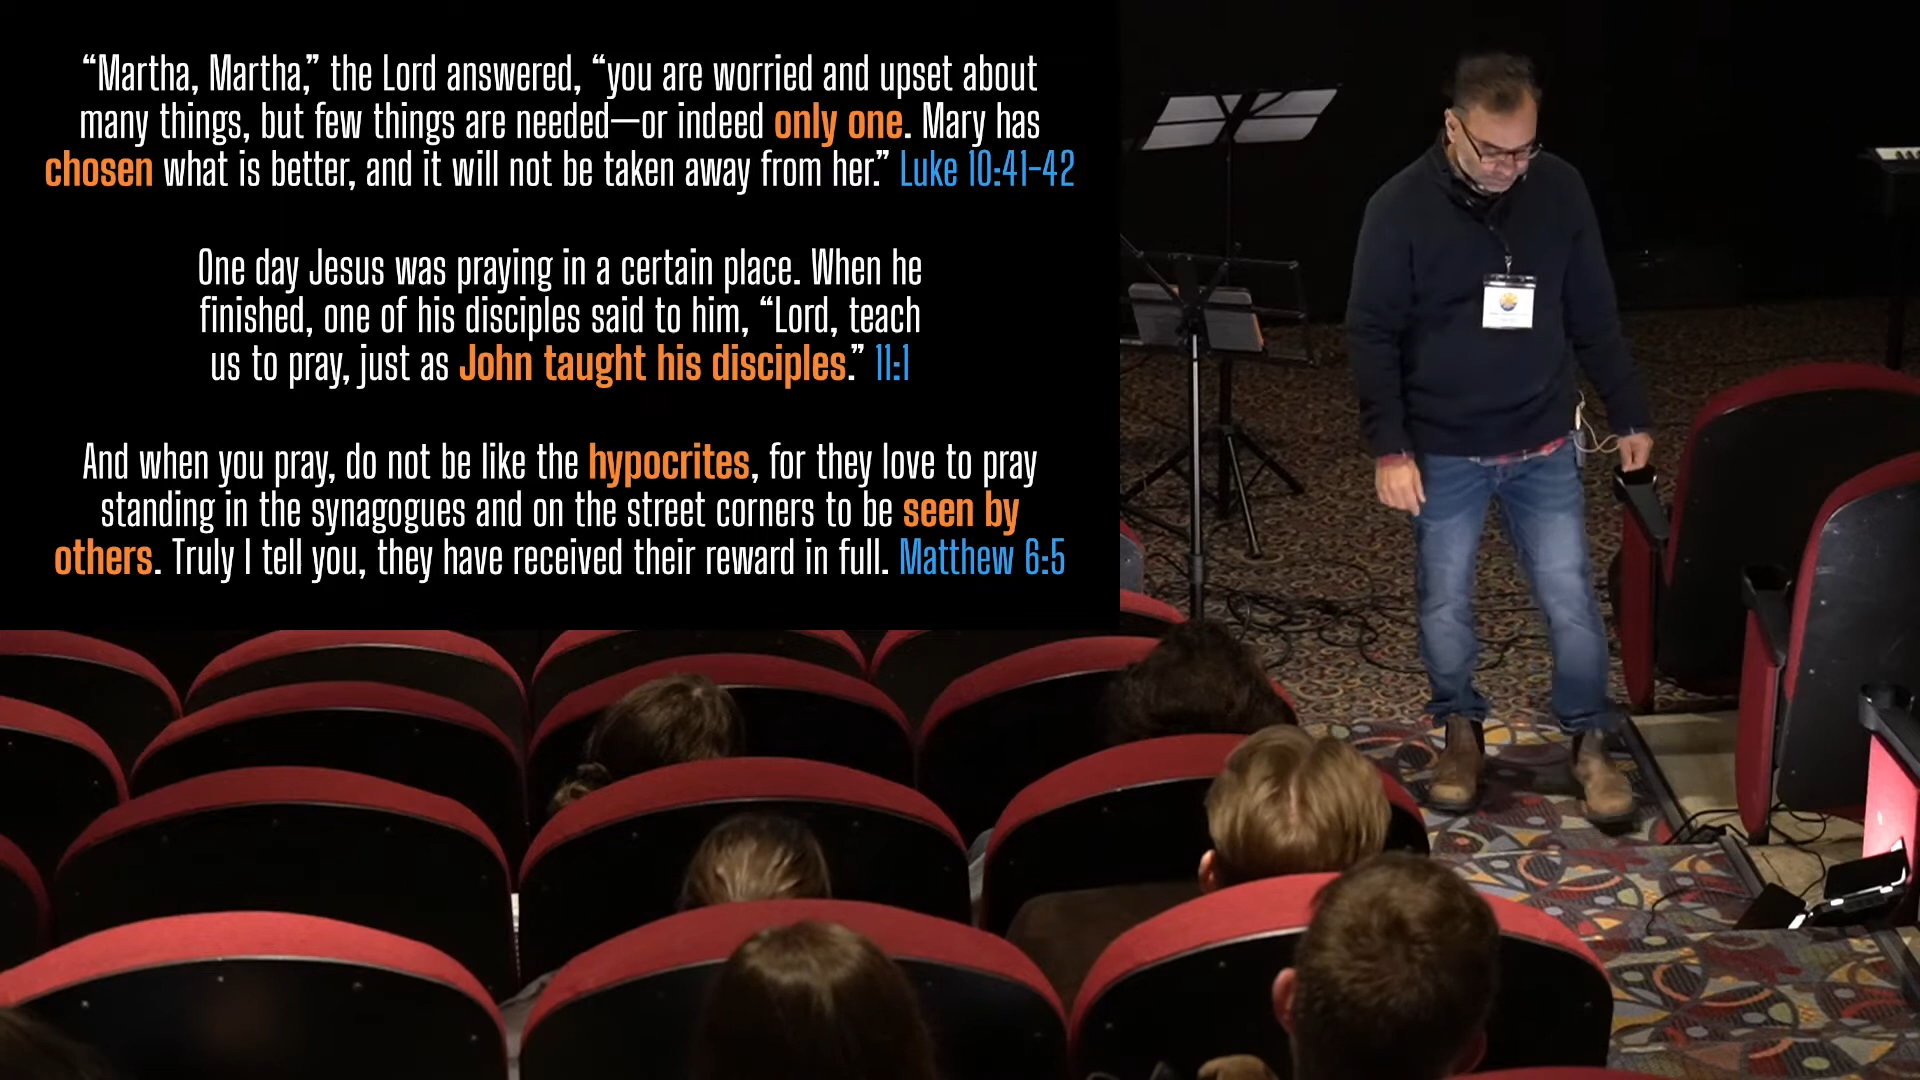 “Martha, Martha,” the Lord answered, “you are worried and upset about
many things, but few things are needed—or indeed only one. Mary has
chosen what is better, and it will not be taken away from her.” Luke 10:41-42
One day Jesus was praying in a certain place. When he
finished, one of his disciples said to him, “Lord, teach
us to pray, just as John taught his disciples.” 11:1
And when you pray, do not be like the hypocrites, for they love to pray
standing in the synagogues and on the street corners to be seen by
others. Truly I tell you, they have received their reward in full. Matthew 6:5